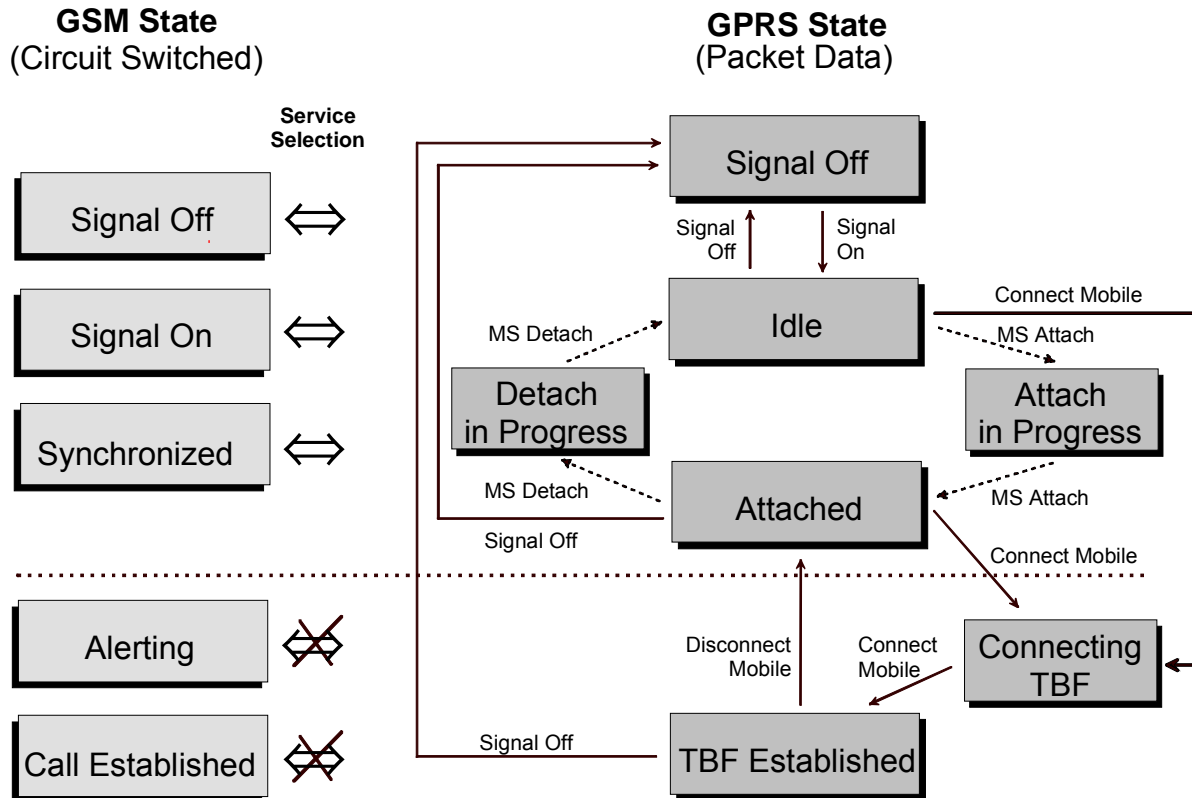 GSM State
(Circuit Switched)
GPRS State
(Packet Data)
Service
Selection
Signal Off
Signal On
Synchronized
Alerting
Call Established
Signal Off
Signal
Off
Signal
On
Idle
Connect Mobile
MS Detach
MS Attach
Detach
in Progress
Attach
in Progress
MS Detach
MS Attach
Attached
Signal Off
Connect Mobile
Disconnect
Mobile
Connect
Mobile
Connecting
TBF
Signal Off
TBF Established